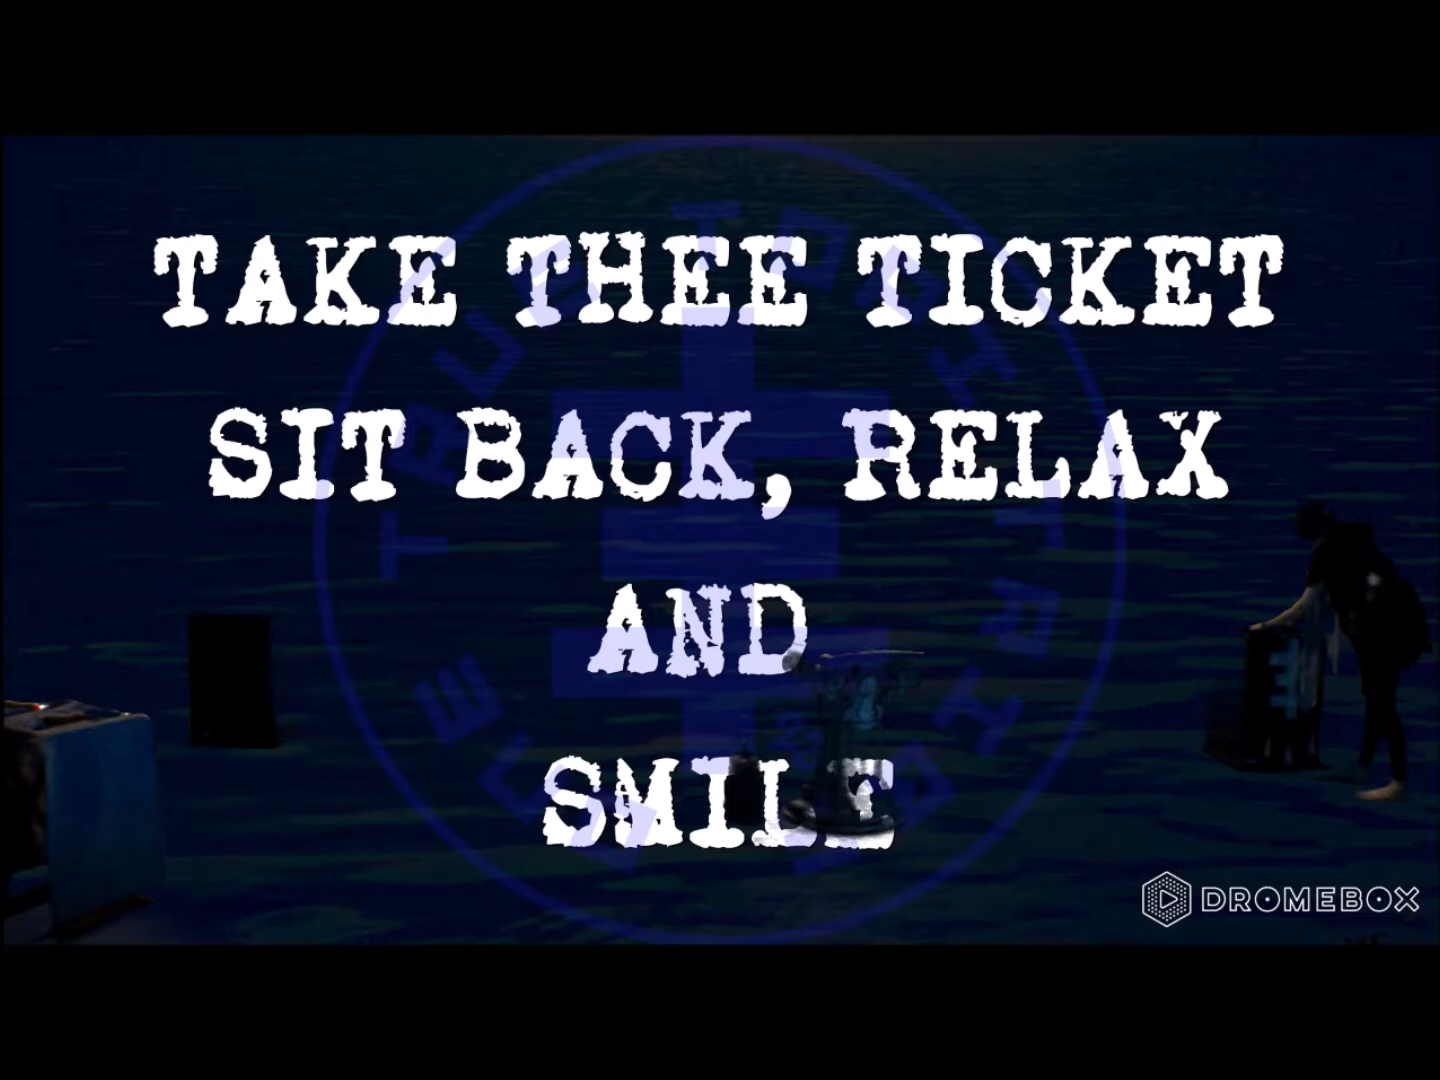 TAKE THEE TICKET
SIT BACK, RELAX
AND
SMILE
DROMEBOX